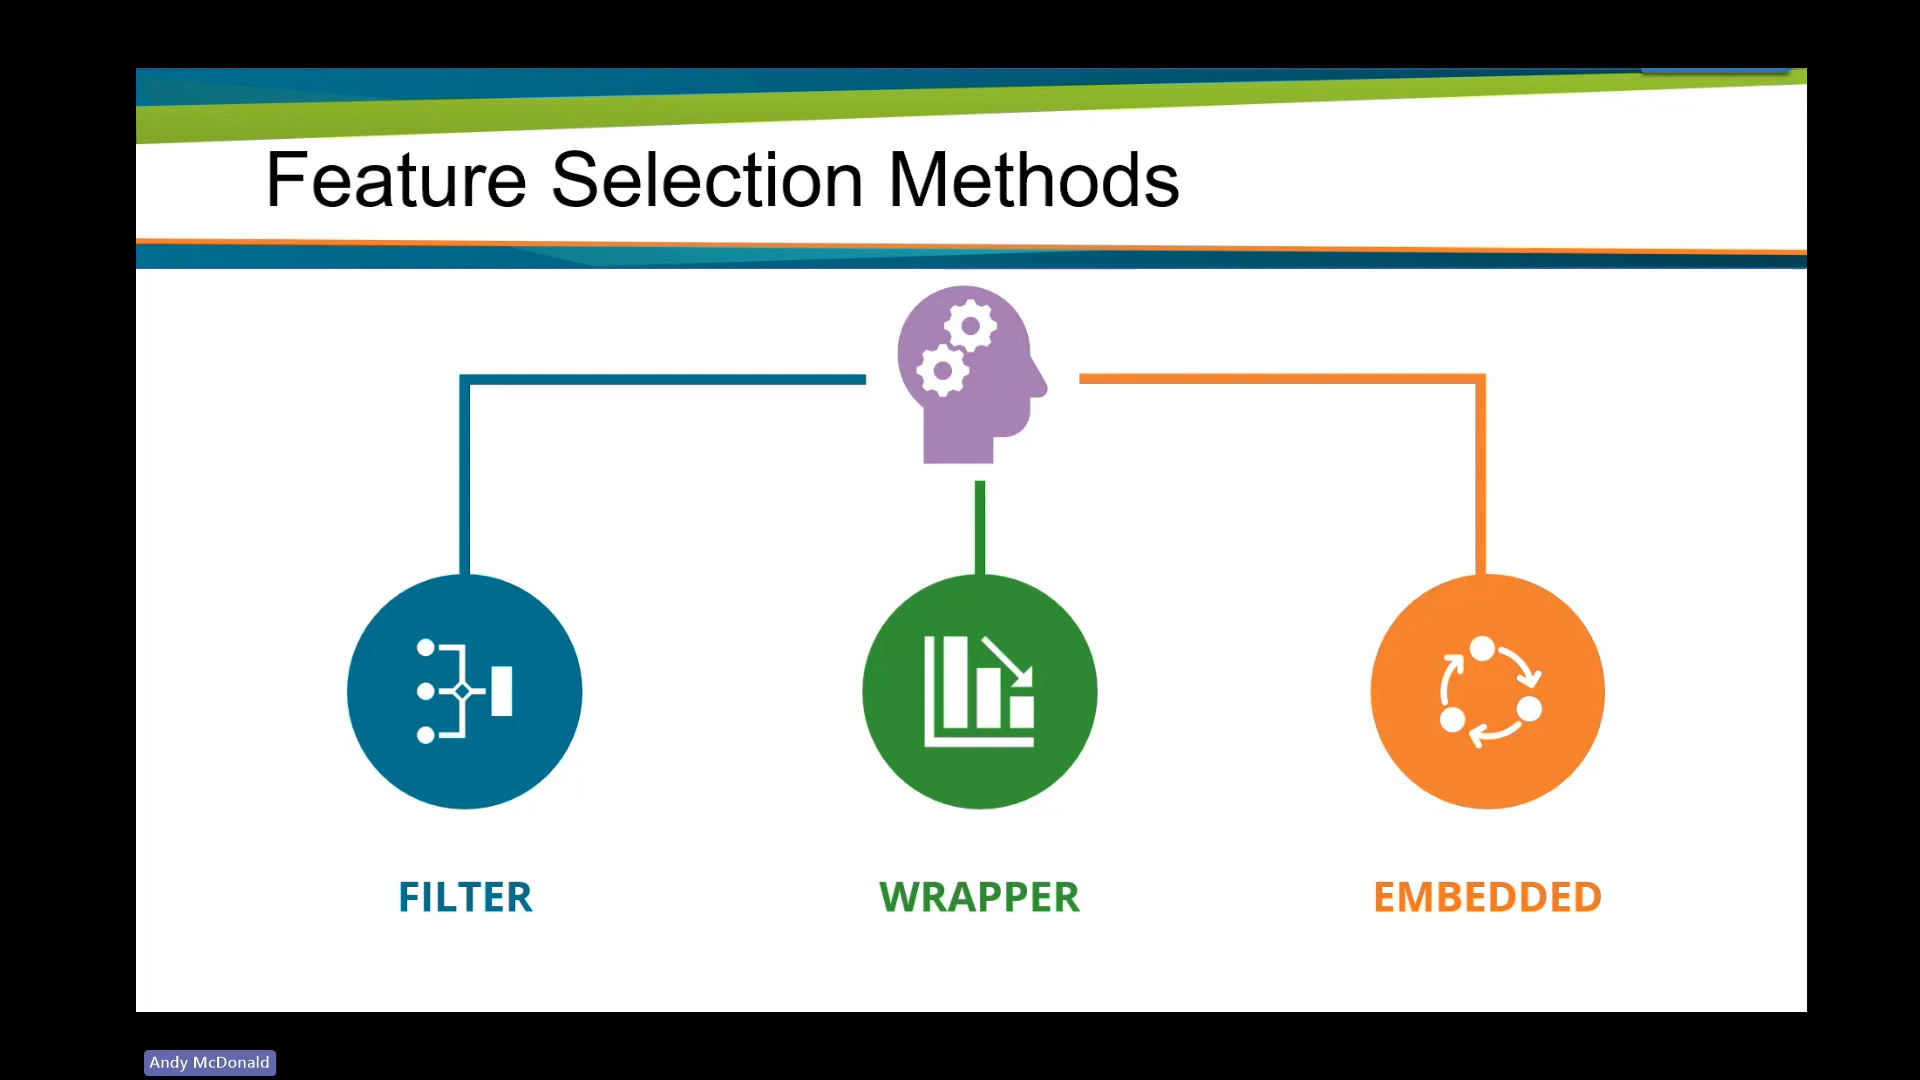 Feature Selection Methods
FILTER
WRAPPER
EMBEDDED
Andy McDonald